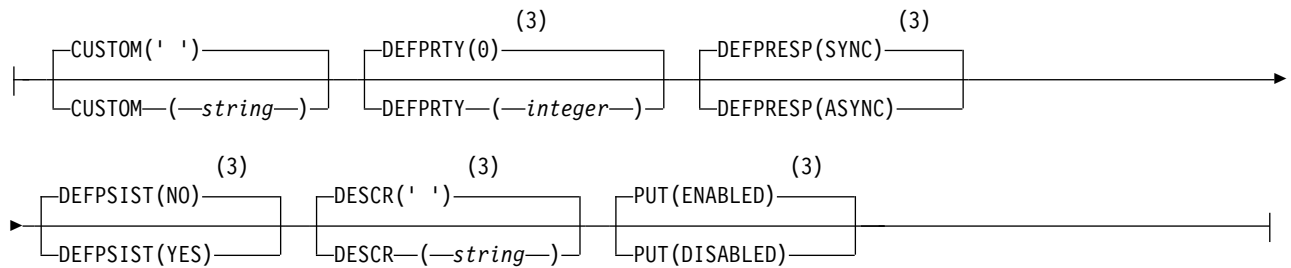 (3) (3)
CUSTOM(' ') DEFPRTY(0) DEFPRESP(SYNC)
CUSTOM(string) DEFPRTY(integer) DEFPRESP(ASYNC)
(3) (3) (3)
DEFPSIST(NO) DESCR(' ') PUT(ENABLED)
DEFPSIST(YES) DESCR(string) PUT(DISABLED)